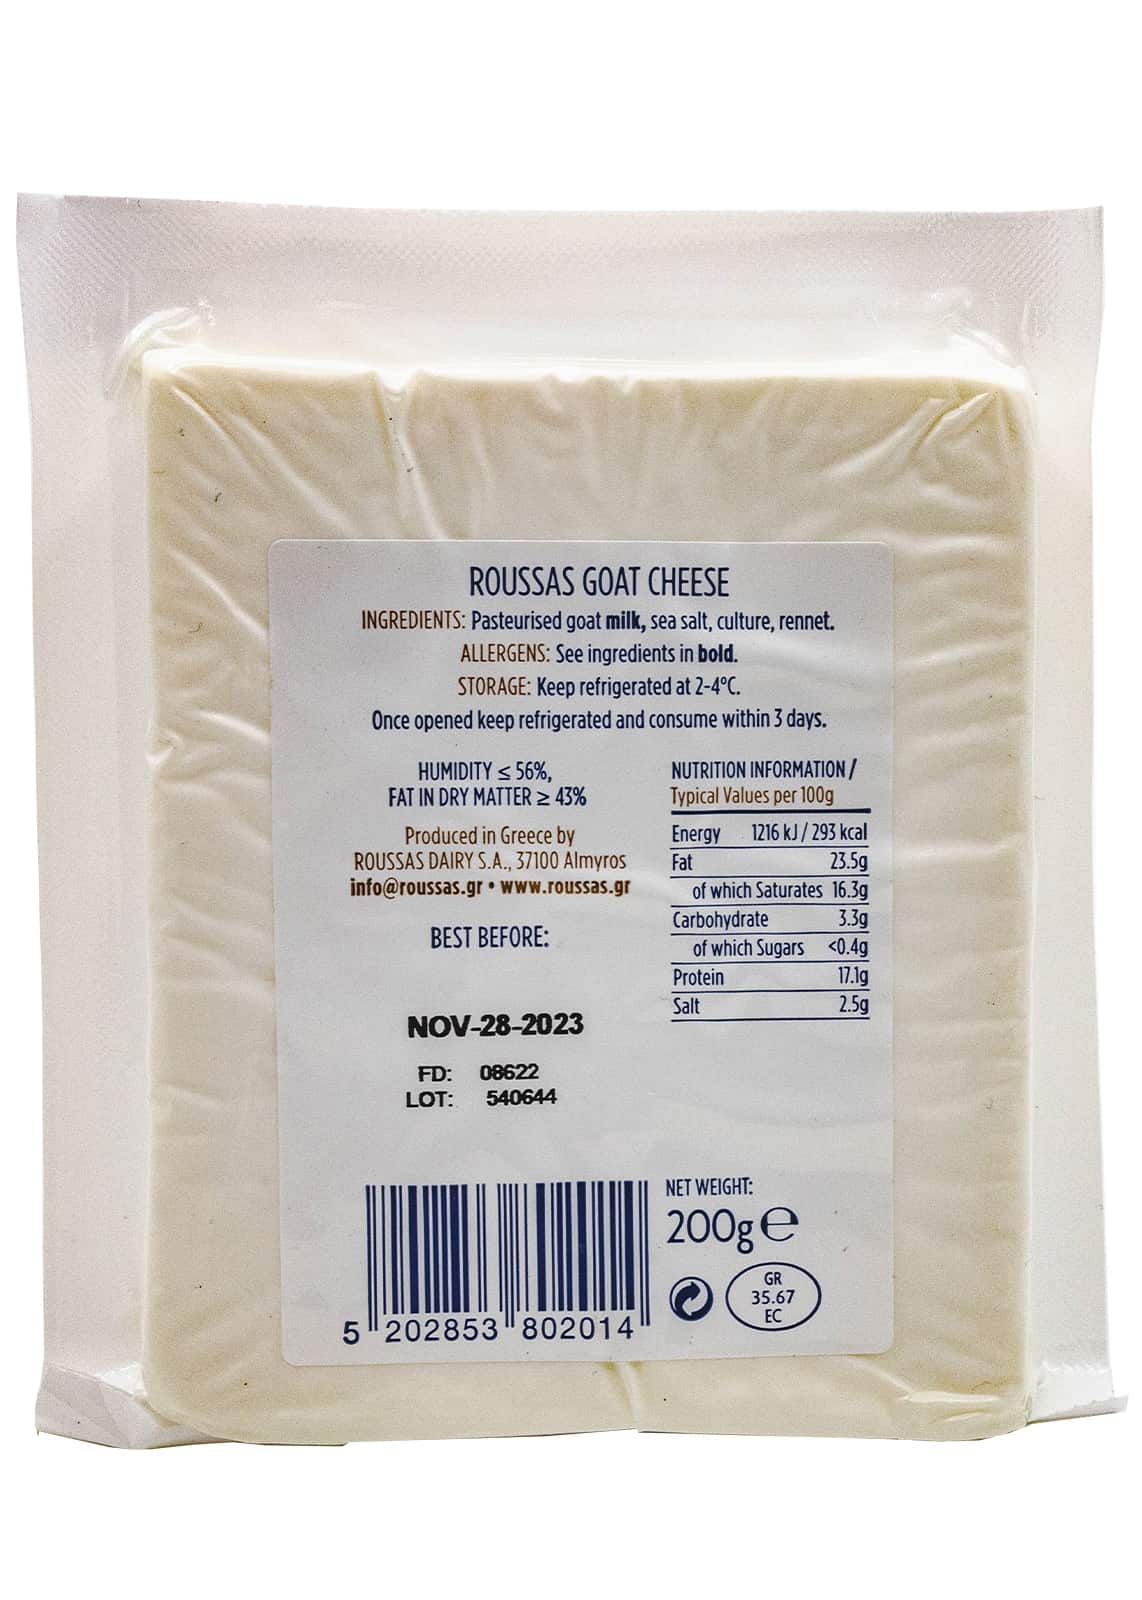 ROUSSAS GOAT CHEESE
INGREDIENTS: Pasteurised goat milk, sea salt, culture, rennet.
ALLERGENS: See ingredients in bold.
STORAGE: Keep refrigerated at 2-4°C.
Once opened keep refrigerated and consume within 3 days.
HUMIDITY ≤ 56%,
FAT IN DRY MATTER ≥ 43%
Produced in Greece by
ROUSSAS DAIRY S.A., 37100 Almyros
info@roussas.gr • www.roussas.gr
BEST BEFORE:
NOV-28-2023
FD: 08622
LOT: 540644
NUTRITION INFORMATION /
Typical Values per 100g
Energy 1216 kJ / 293 kcal
Fat 23.5g
of which Saturates 16.3g
Carbohydrate 3.3g
of which Sugars <0.4g
Protein 17.1g
Salt 2.5g
5 202853 802014
NET WEIGHT:
200g ℮
GR
35.67
EC